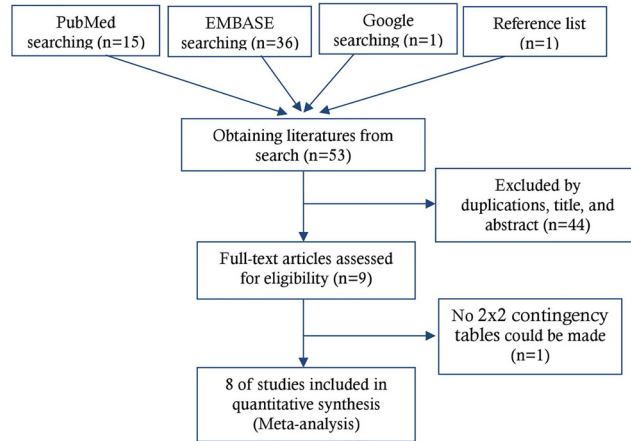 PubMed
searching (n=15)
EMBASE
searching (n=36)
Google
searching (n=1)
Reference list
(n=1)
Obtaining literatures from
search (n=53)
Excluded by
duplications, title, and
abstract (n=44)
Full-text articles assessed
for eligibility (n=9)
No 2x2 contingency
tables could be made
(n=1)
8 of studies included in
quantitative synthesis
(Meta-analysis)